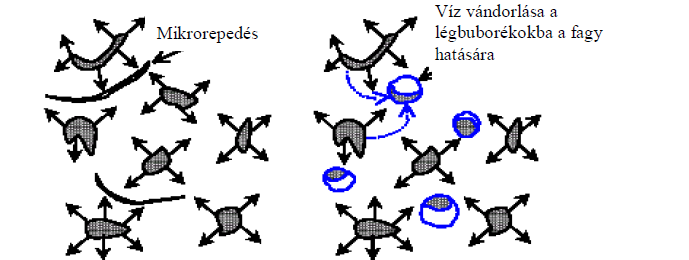 Mikrorepedés
Víz vándorlása a
légbuborékokba a fagy
hatására